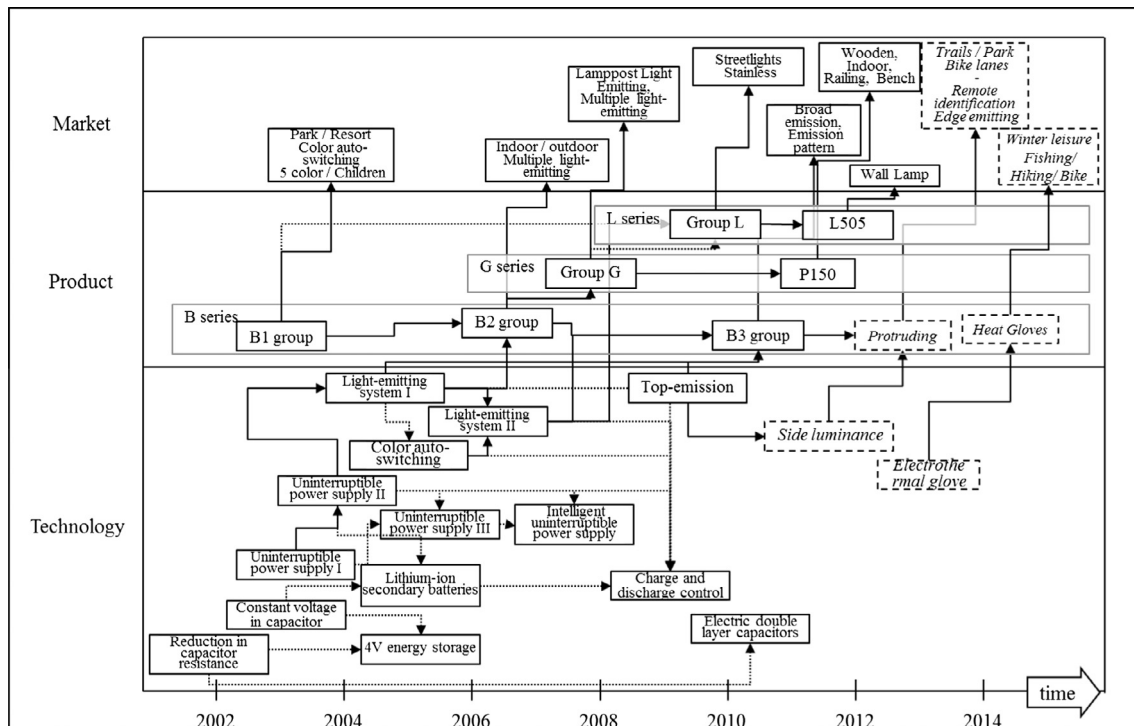 Market
Park / Resort
Color auto-
switching
5 color / Children
Indoor / outdoor
Multiple light-
emitting
Lamppost Light
Emitting,
Multiple light-
emitting
Streetlights
Stainless
Broad
emission,
Emission
pattern
Wooden,
Indoor,
Railing, Bench
Wall Lamp
Trails / Park
Bike lanes
-
Remote
identification
Edge emitting
Winter leisure
Fishing/
Hiking/ Bike
Product
L series
Group L
L505
G series
Group G
P150
B series
B1 group
B2 group
B3 group
Protruding
Heat Gloves
Technology
Light-emitting
system I
Top-emission
Light-emitting
system II
Side luminance
Color auto-
switching
Electrothe
rmal glove
Uninterruptible
power supply II
Uninterruptible
power supply III
Intelligent
uninterruptible
power supply
Uninterruptible
power supply I
Lithium-ion
secondary batteries
Charge and
discharge control
Constant voltage
in capacitor
Electric double
layer capacitors
Reduction in
capacitor
resistance
4V energy storage
time
2002
2004
2006
2008
2010
2012
2014